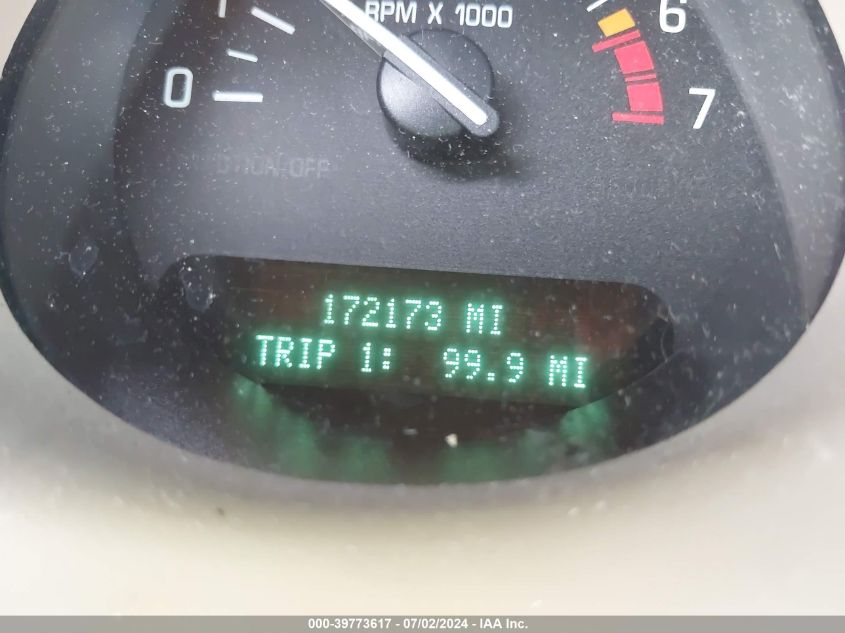 RPM X 1000
6
0
7
172173 MI
TRIP 1: 99.9 MI
000-39773617 / 07/02/2024 - IAA Inc.